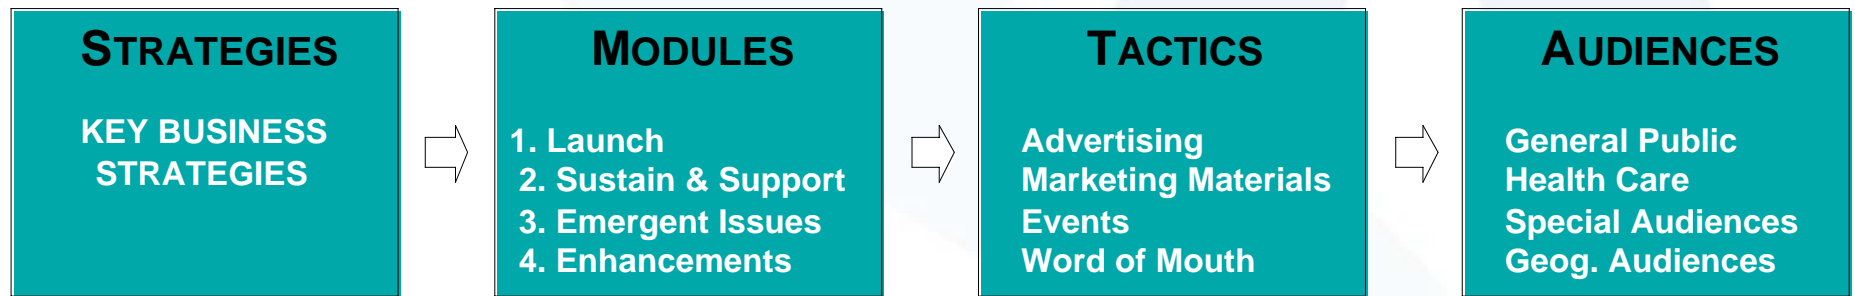 STRATEGIES
KEY BUSINESS
STRATEGIES
MODULES
1. Launch
2. Sustain & Support
3. Emergent Issues
4. Enhancements
TACTICS
Advertising
Marketing Materials
Events
Word of Mouth
AUDIENCES
General Public
Health Care
Special Audiences
Geog. Audiences